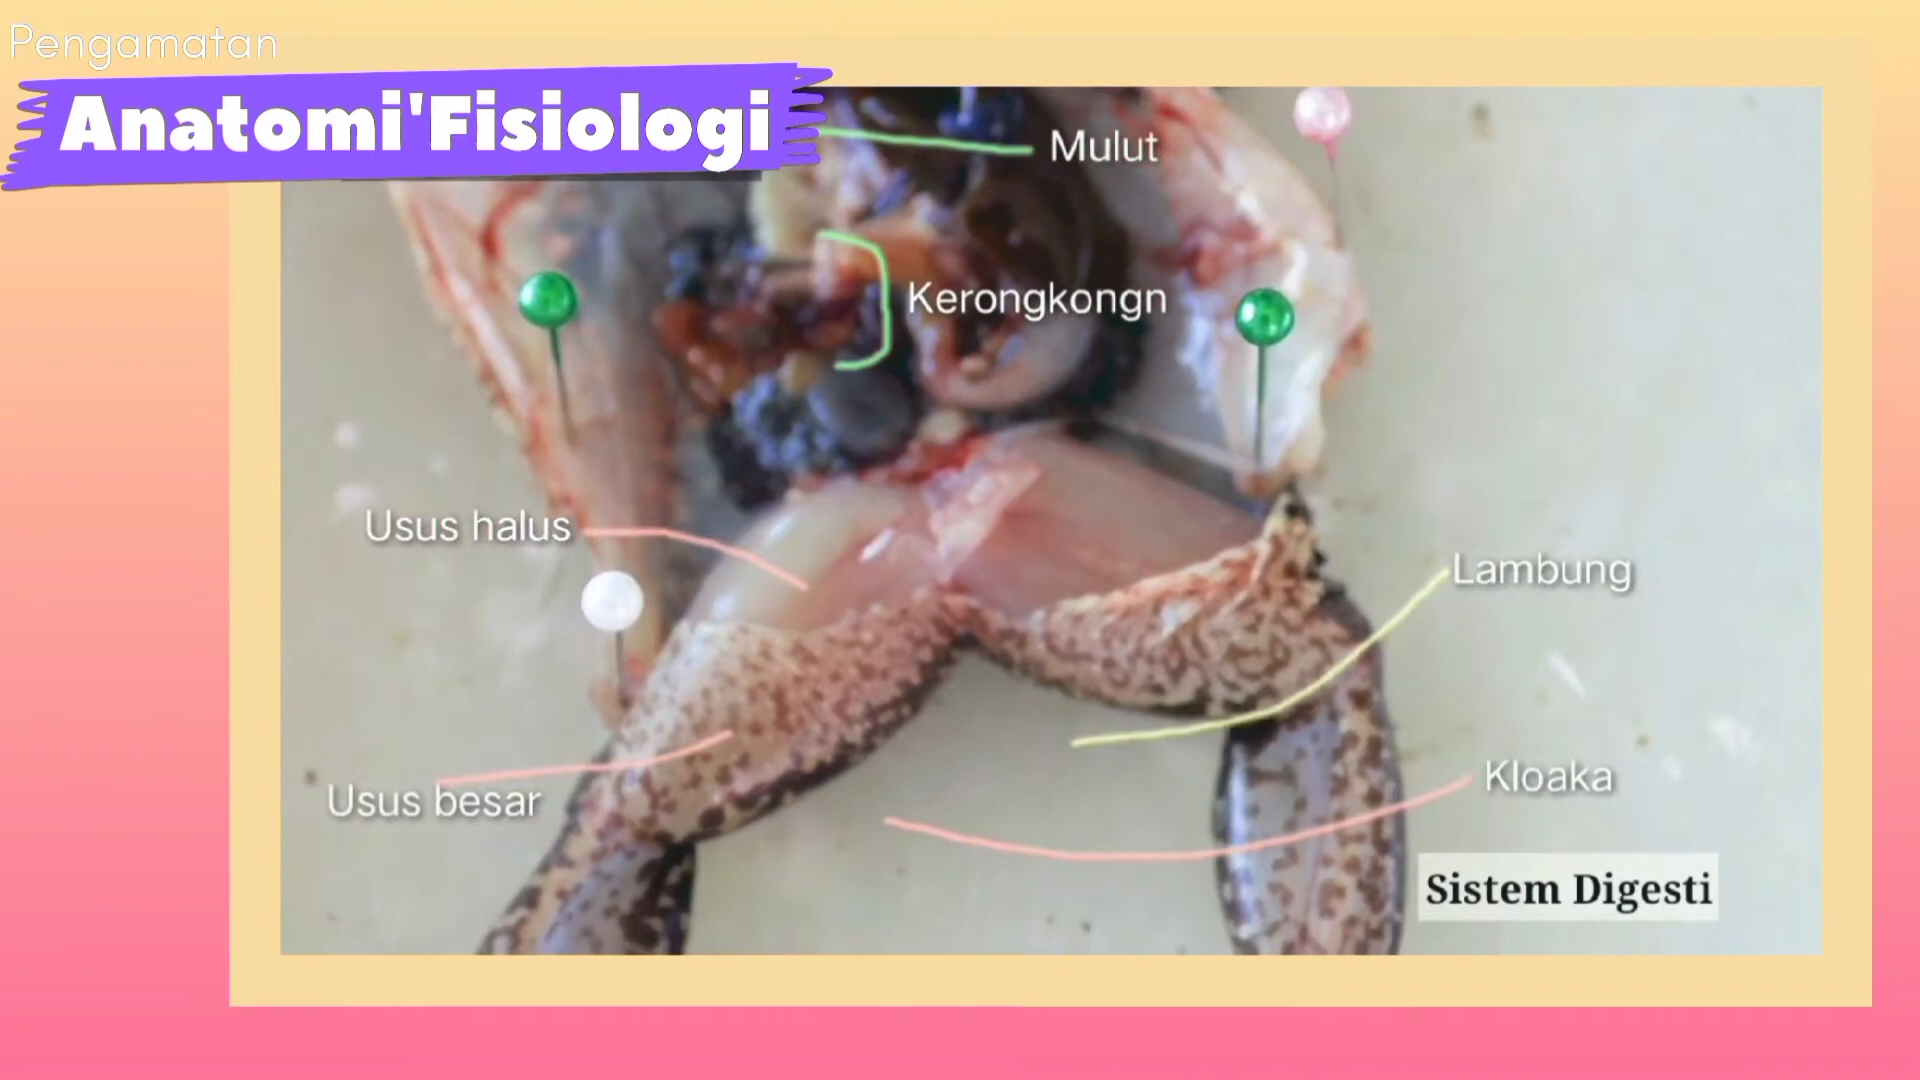 Pengamatan
Anatomi'Fisiologi
Mulut
Kerongkongn
Usus halus
Lambung
Kloaka
Usus besar
Sistem Digesti